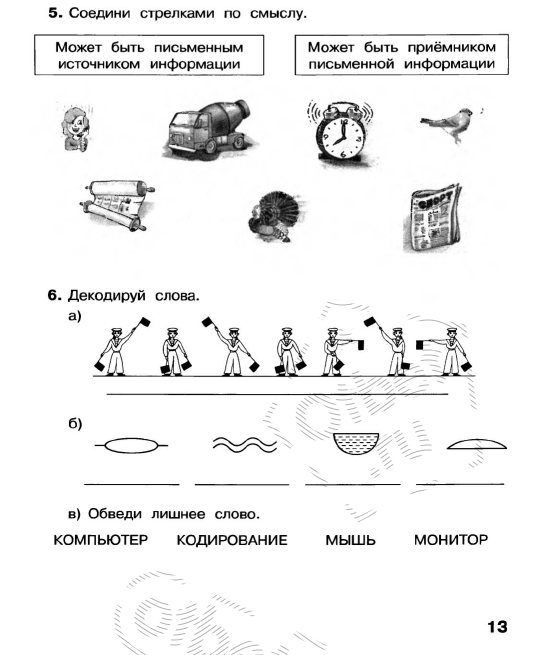 5. Соедини стрелками по смыслу.
Может быть письменным
источником информации
Может быть приёмником
письменной информации
СПОРТ
6. Декодируй слова.
а)
б)
в) Обведи лишнее слово.
КОМПЬЮТЕР КОДИРОВАНИЕ МЫШЬ МОНИТОР
13